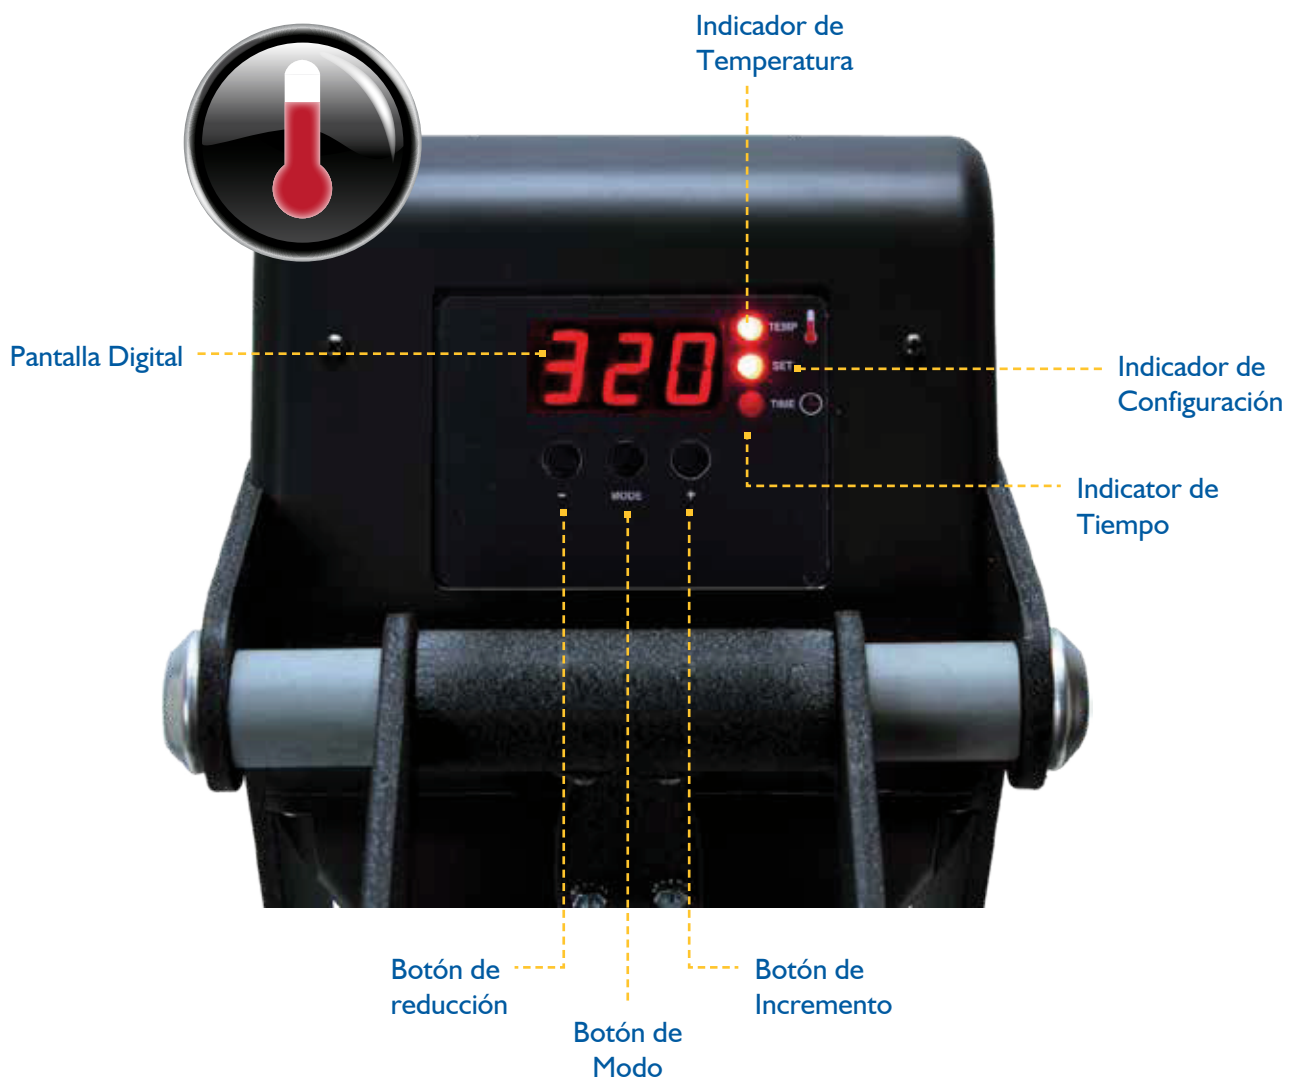 Indicador de
Temperatura
320
TEMP
Pantalla Digital
SET
Indicador de
Configuración
TIME
Indicator de
Tiempo
- MODE +
Botón de
reducción
Botón de
Incremento
Botón de
Modo